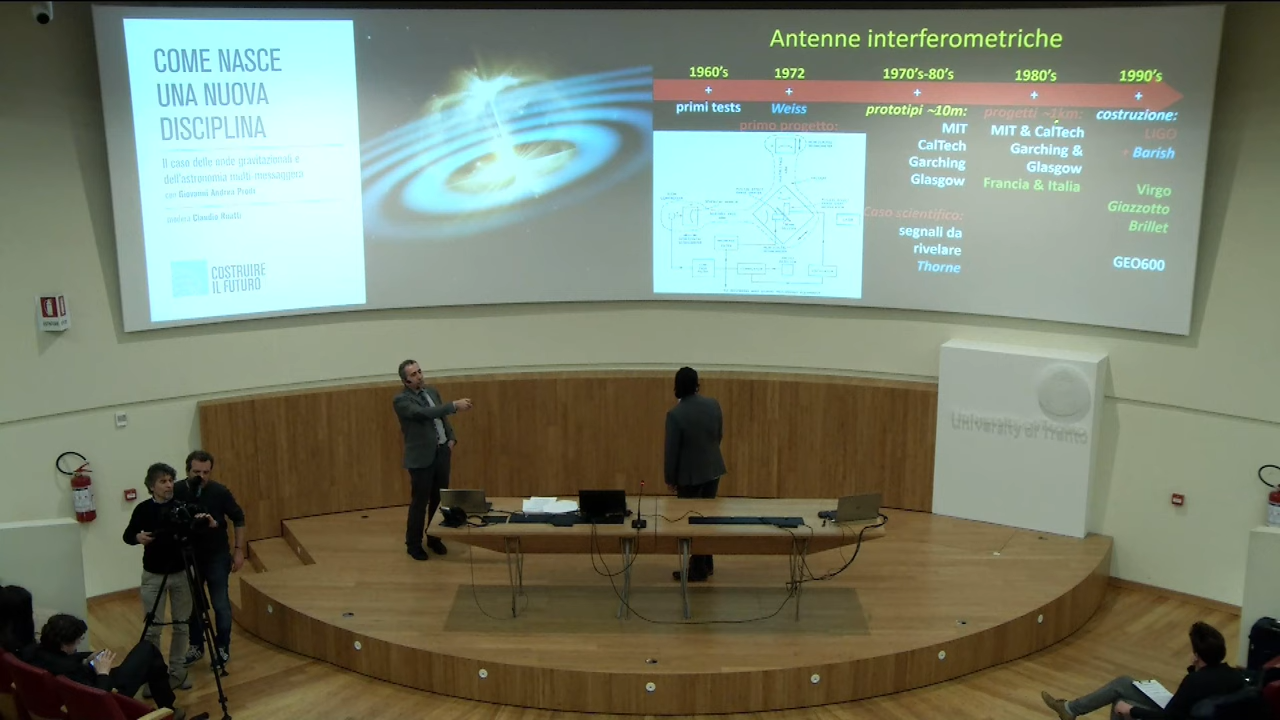 COME NASCE
UNA NUOVA
DISCIPLINA
Il caso delle onde gravitazionali e
dell'astronomia multi-messaggera
con Giovanni Andrea Prodi
modera Claudia Ruatti
COSTRUIRE
IL FUTURO
Antenne interferometriche
1960's
primi tests
1972
Weiss
primo progetto:
1970's-80's
prototipi ~10m:
MIT
CalTech
Garching
Glasgow
Caso scientifico:
segnali da
rivelare
Thorne
1980's
progetti ~1km:
MIT & CalTech
Garching &
Glasgow
Francia & Italia
1990's
costruzione:
LIGO
Barish
Virgo
Giazzotto
Brillet
GEO600
University of Trento